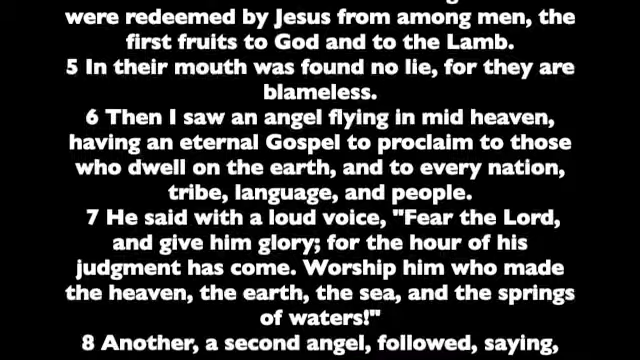 were redeemed by Jesus from among men, the
first fruits to God and to the Lamb.
5 In their mouth was found no lie, for they are
blameless.
6 Then I saw an angel flying in mid heaven,
having an eternal Gospel to proclaim to those
who dwell on the earth, and to every nation,
tribe, language, and people.
7 He said with a loud voice, "Fear the Lord,
and give him glory; for the hour of his
judgment has come. Worship him who made
the heaven, the earth, the sea, and the springs
of waters!"
8 Another, a second angel, followed, saying,